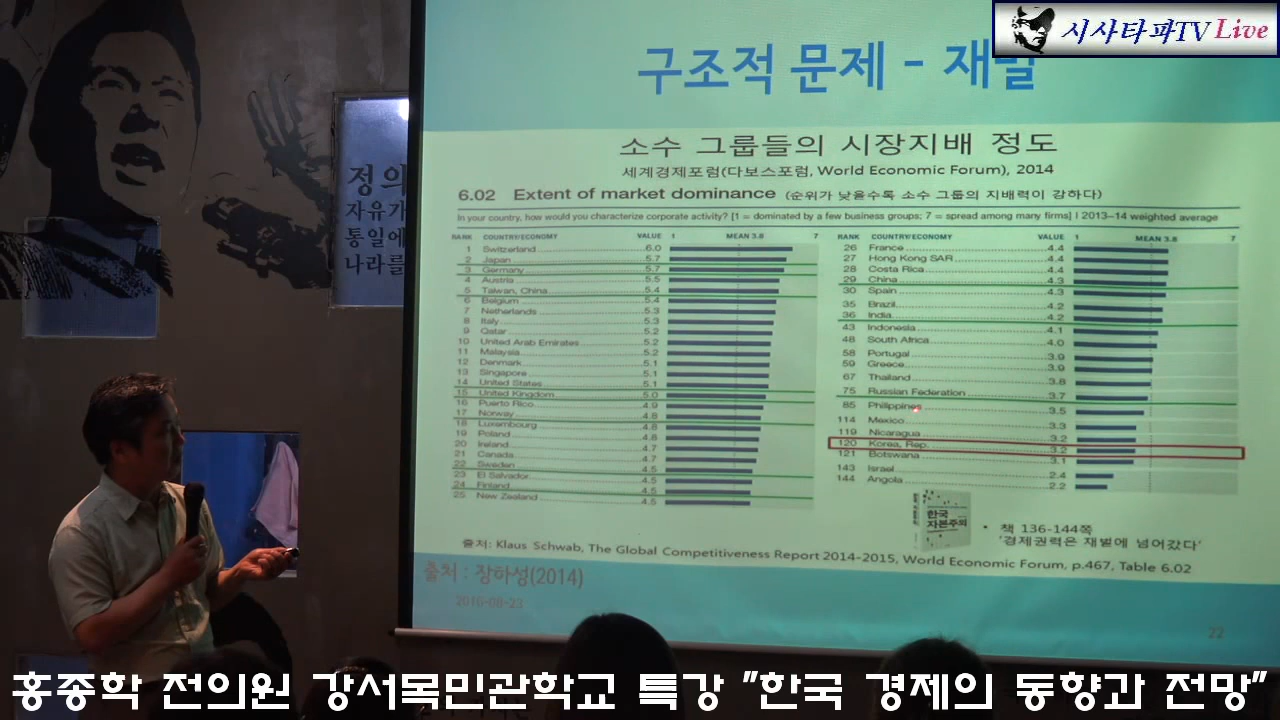 시사타파TV Live
구조적 문제 - 재벌
소수 그룹들의 시장지배 정도
세계경제포럼(다보스포럼, World Economic Forum), 2014
6.02 Extent of market dominance (순위가 낮을수록 소수 그룹의 지배력이 강하다)
In your country, how would you characterize corporate activity? [1 = dominated by a few business groups; 7 = spread among many firms] | 2013–14 weighted average
RANK COUNTRY/ECONOMY VALUE 1 MEAN 3.8 7
1 Switzerland 6.0
2 Japan 5.7
3 Germany 5.7
4 Austria 5.5
5 Taiwan, China 5.4
6 Belgium 5.4
7 Netherlands 5.3
8 Italy 5.3
9 Qatar 5.2
10 United Arab Emirates 5.2
11 Malaysia 5.2
12 Denmark 5.1
13 Singapore 5.1
14 United States 5.1
15 United Kingdom 5.0
16 Puerto Rico 4.9
17 Norway 4.8
18 Luxembourg 4.8
19 Poland 4.8
20 Ireland 4.7
21 Canada 4.7
22 Sweden 4.5
23 El Salvador 4.5
24 Finland 4.5
25 New Zealand 4.5
RANK COUNTRY/ECONOMY VALUE 1 MEAN 3.8 7
26 France 4.4
27 Hong Kong SAR 4.4
28 Costa Rica 4.4
29 China 4.3
30 Spain 4.3
35 Brazil 4.2
36 India 4.2
43 Indonesia 4.1
48 South Africa 4.0
58 Portugal 3.9
59 Greece 3.9
67 Thailand 3.8
75 Russian Federation 3.7
85 Philippines 3.5
114 Mexico 3.3
119 Nicaragua 3.2
120 Korea, Rep. 3.2
121 Botswana 3.1
143 Israel 2.4
144 Angola 2.2
한국
자본주의
• 책 136-144쪽
'경제권력은 재벌에 넘어갔다'
출처: Klaus Schwab, The Global Competitiveness Report 2014-2015, World Economic Forum, p.467, Table 6.02
출처 : 장하성(2014)
2016-08-23
22
정의
자유가
통일에
나라를
홍종학 전의원 강서목민관학교 특강 "한국 경제의 동향과 전망"